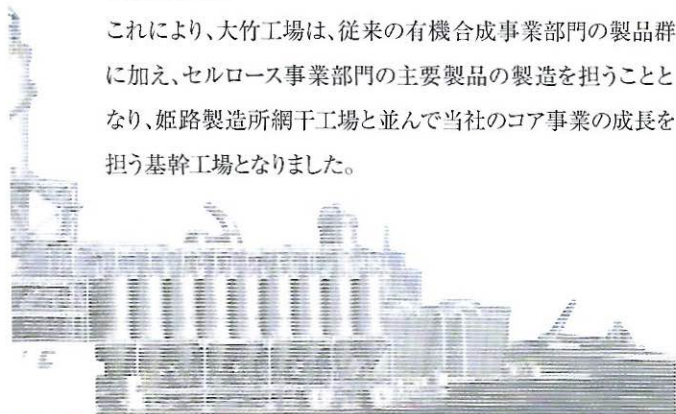 これにより、大竹工場は、従来の有機合成事業部門の製品群
に加え、セルロース事業部門の主要製品の製造を担うことと
なり、姫路製造所網干工場と並んで当社のコア事業の成長を
担う基幹工場となりました。